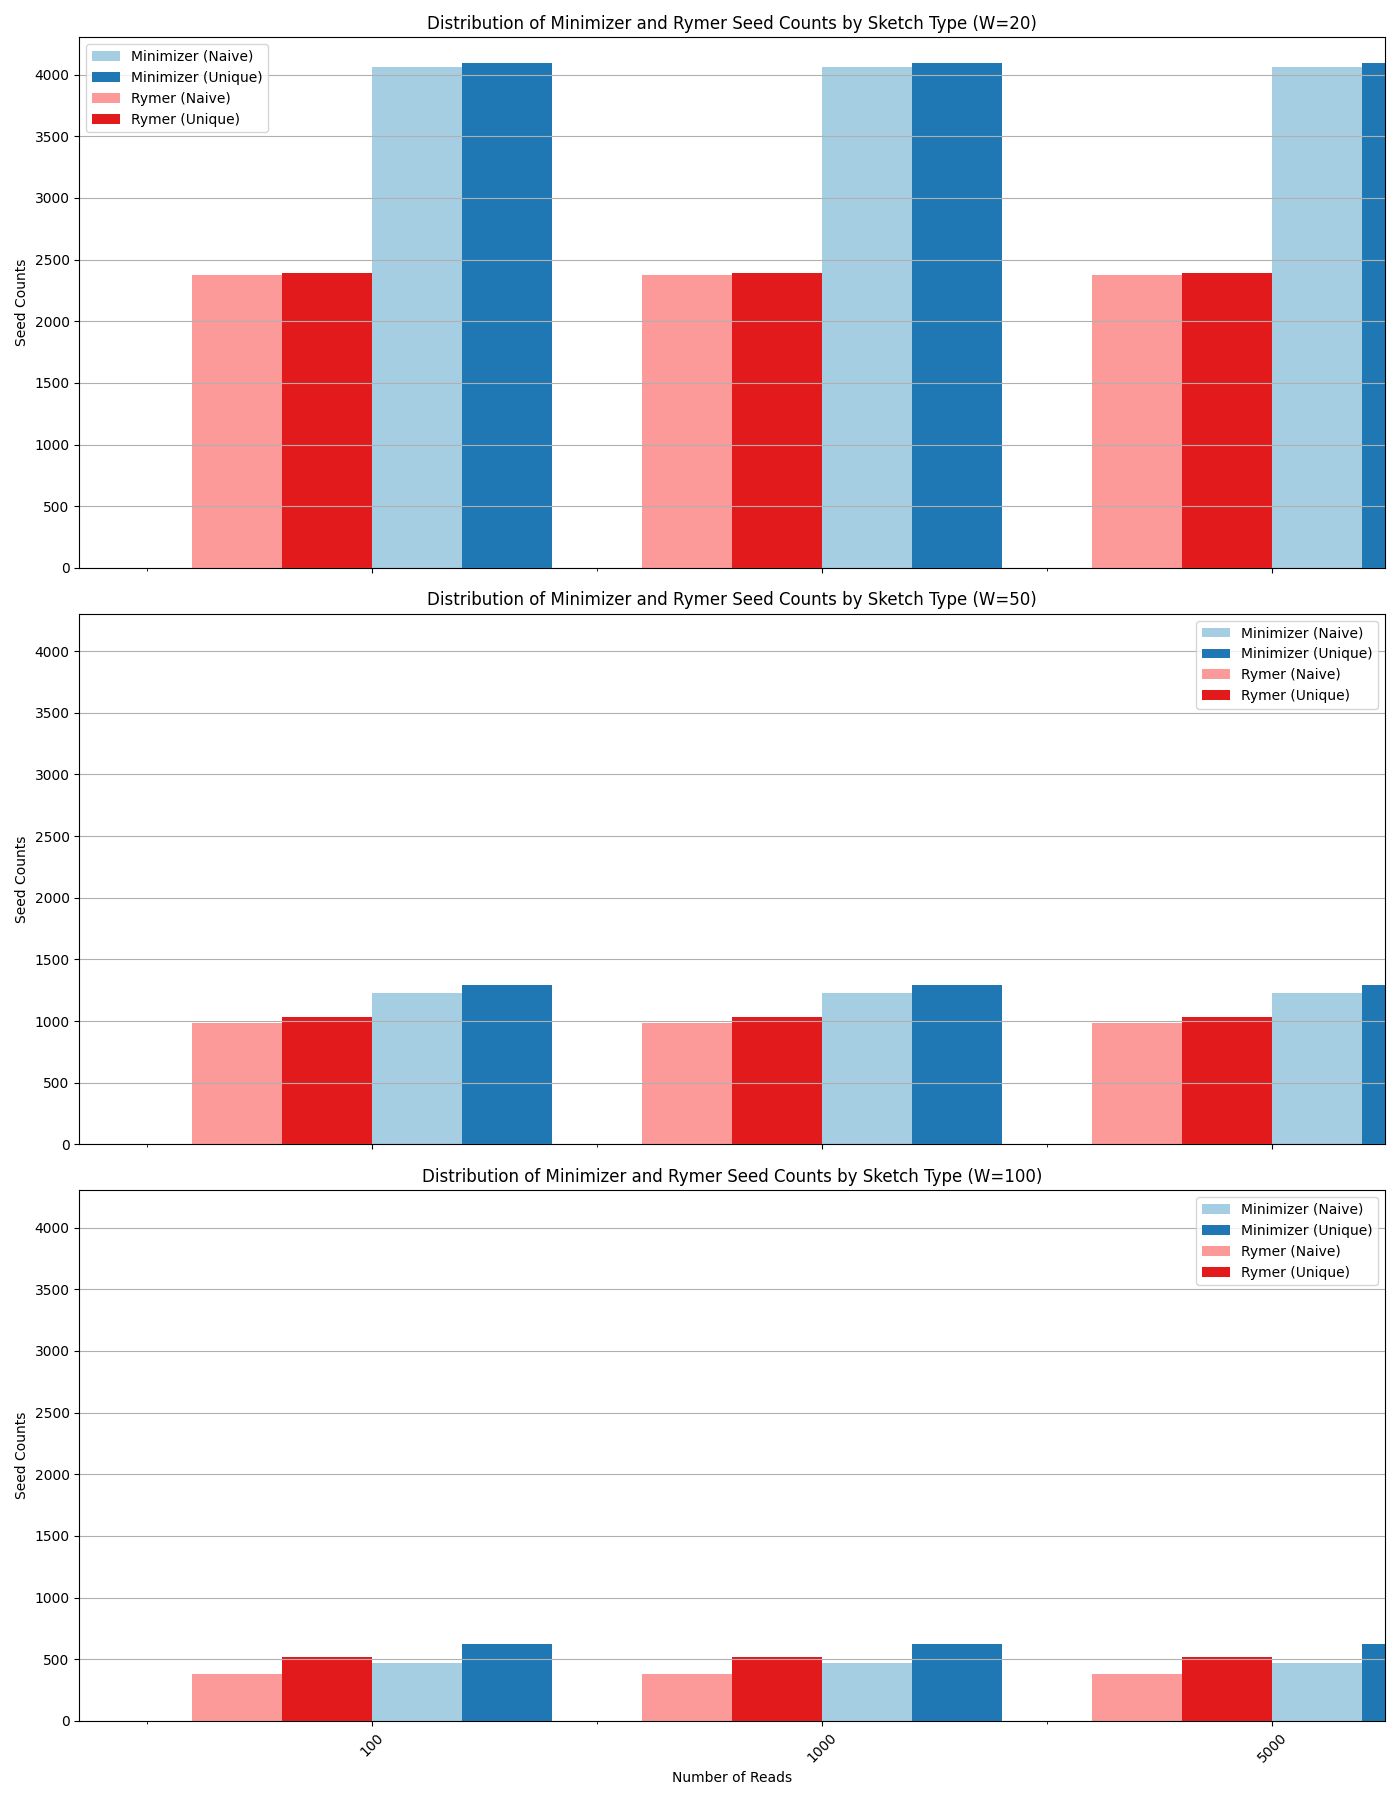 Distribution of Minimizer and Rymer Seed Counts by Sketch Type (W=20)
Minimizer (Naive)
Minimizer (Unique)
Rymer (Naive)
Rymer (Unique)
4000
3500
3000
2500
2000
1500
1000
500
0
Seed Counts
Distribution of Minimizer and Rymer Seed Counts by Sketch Type (W=50)
Minimizer (Naive)
Minimizer (Unique)
Rymer (Naive)
Rymer (Unique)
4000
3500
3000
2500
2000
1500
1000
500
0
Seed Counts
Distribution of Minimizer and Rymer Seed Counts by Sketch Type (W=100)
Minimizer (Naive)
Minimizer (Unique)
Rymer (Naive)
Rymer (Unique)
4000
3500
3000
2500
2000
1500
1000
500
0
Seed Counts
100
1000
5000
Number of Reads